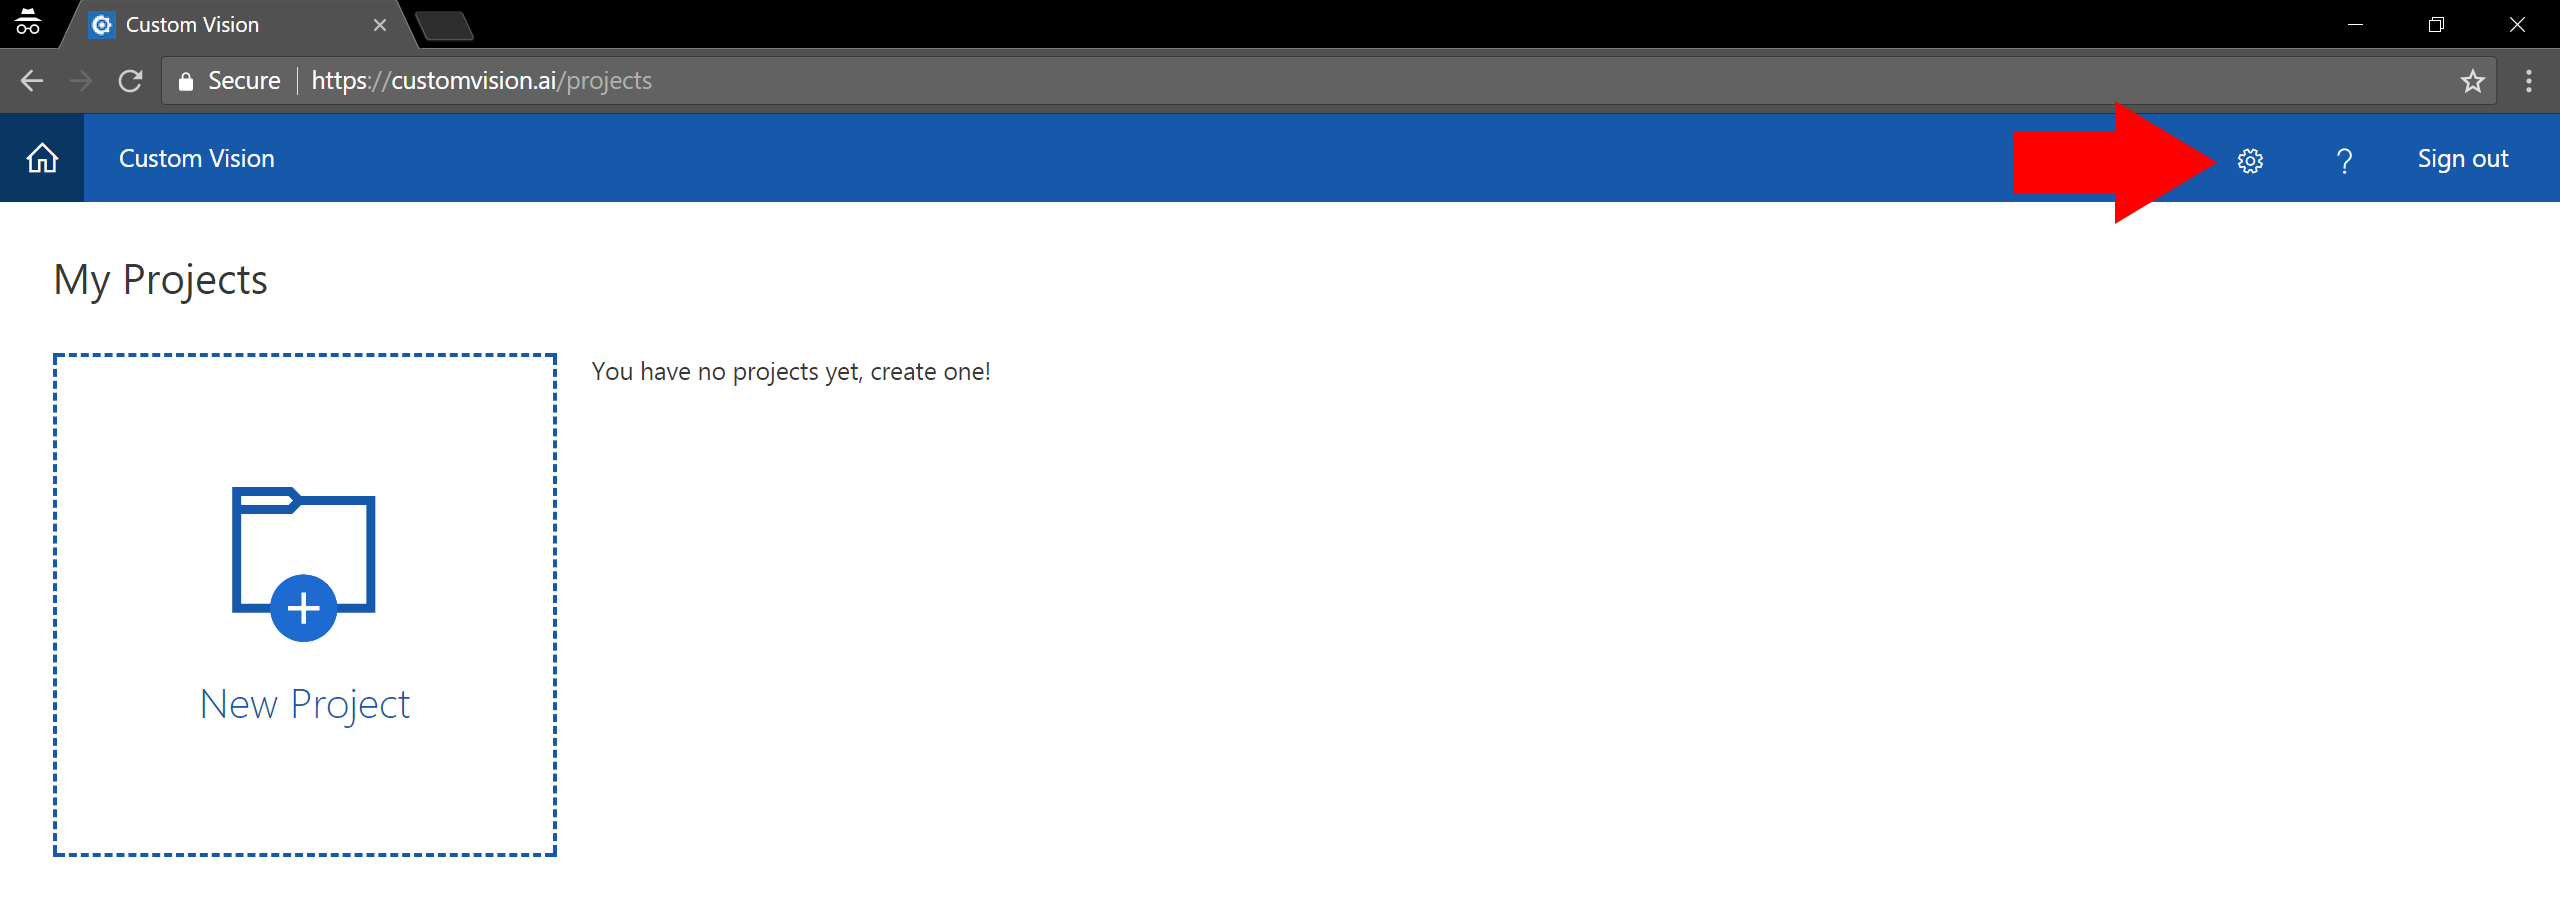 Custom Vision
Secure https://customvision.ai/projects
Custom Vision
? Sign out
My Projects
You have no projects yet, create one!
New Project